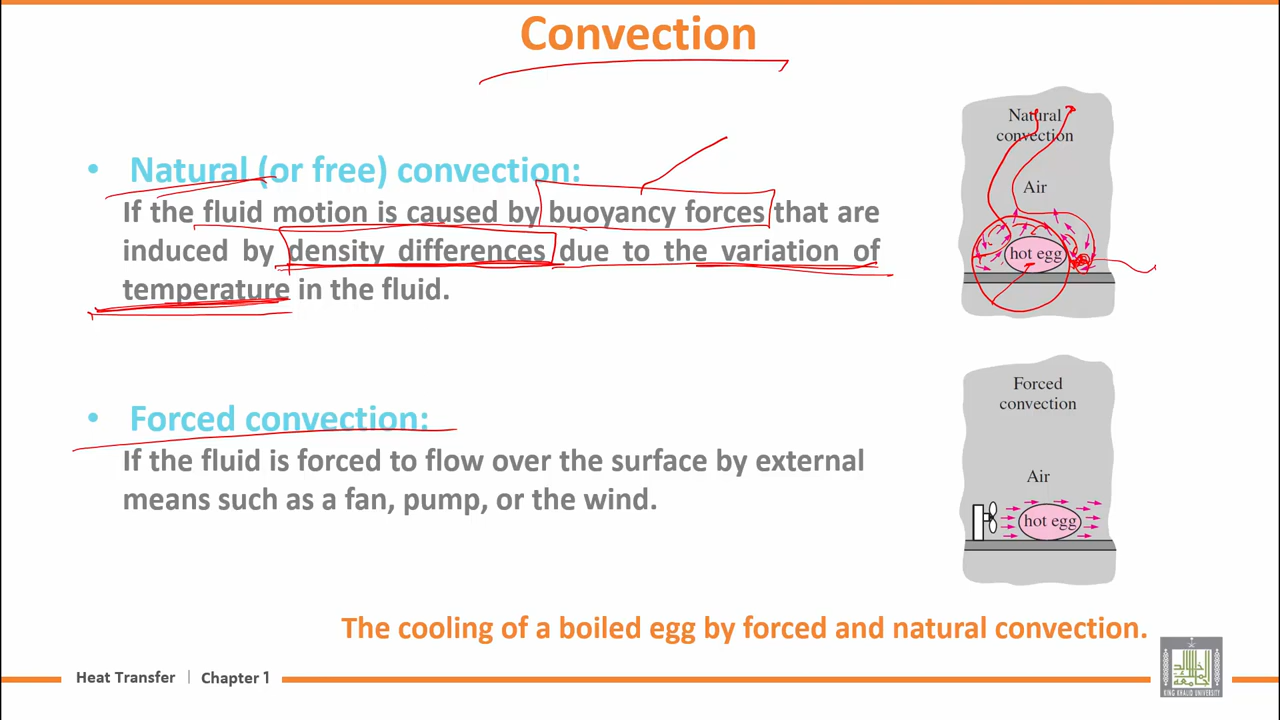 Convection
• Natural (or free) convection:
If the fluid motion is caused by buoyancy forces that are
induced by density differences due to the variation of
temperature in the fluid.
Natural
convection
Air
hot egg
• Forced convection:
If the fluid is forced to flow over the surface by external
means such as a fan, pump, or the wind.
Forced
convection
Air
hot egg
The cooling of a boiled egg by forced and natural convection.
Heat Transfer | Chapter 1
KING KHALID UNIVERSITY